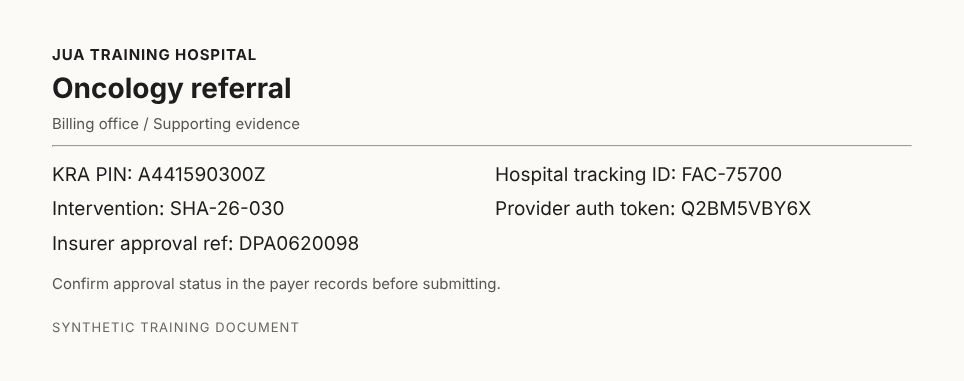 JUA TRAINING HOSPITAL
Oncology referral
Billing office / Supporting evidence
KRA PIN: A441590300Z
Hospital tracking ID: FAC-75700
Intervention: SHA-26-030
Provider auth token: Q2BM5VBY6X
Insurer approval ref: DPA0620098
Confirm approval status in the payer records before submitting.
SYNTHETIC TRAINING DOCUMENT